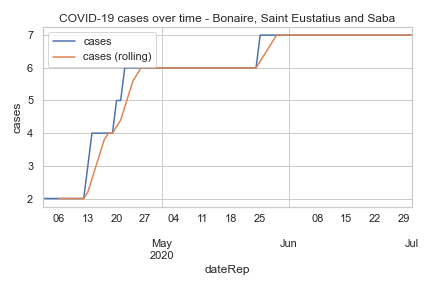 COVID-19 cases over time - Bonaire, Saint Eustatius and Saba
cases
cases (rolling)
7
6
5
4
3
2
cases
06 13 20 27 04 11 18 25 08 15 22 29
May Jun Jul
2020
dateRep